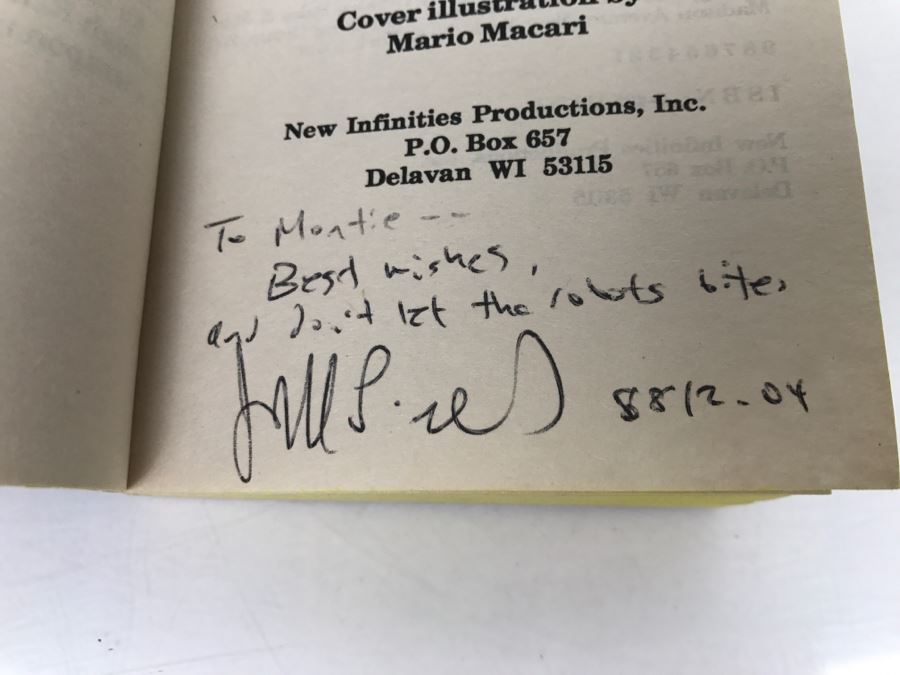 Cover illustration by
Mario Macari
New Infinities Productions, Inc.
P.O. Box 657
Delavan WI 53115
To Montie --
Best wishes,
and don't let the robots bite,
8812-04